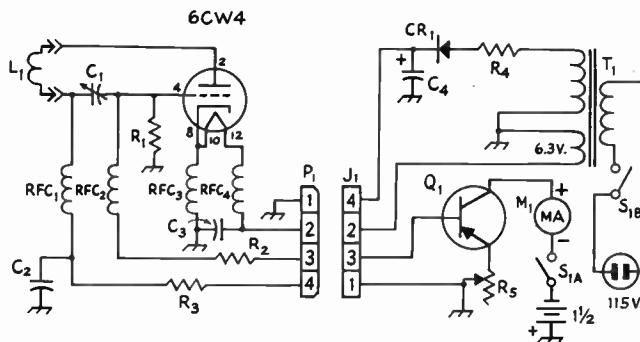 6CW4
CR₁
L₁
C₁
2
4
8
10
12
R₁
+
C₄
R₄
T₁
6.3V.
RFC₁
RFC₂
RFC₃
RFC₄
P₁
J₁
Q₁
M₁
+
MA
−
S₁B
1
2
3
4
4
2
3
1
C₃
R₂
C₂
R₃
R₅
S₁A
1½
+
115V